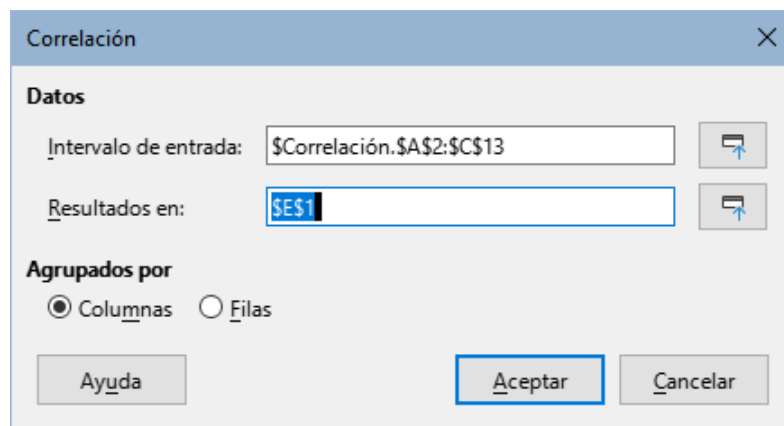 Correlación
Datos
Intervalo de entrada: $Correlación.$A$2:$C$13
Resultados en: $E$1
Agrupados por
Columnas Filas
Ayuda Aceptar Cancelar